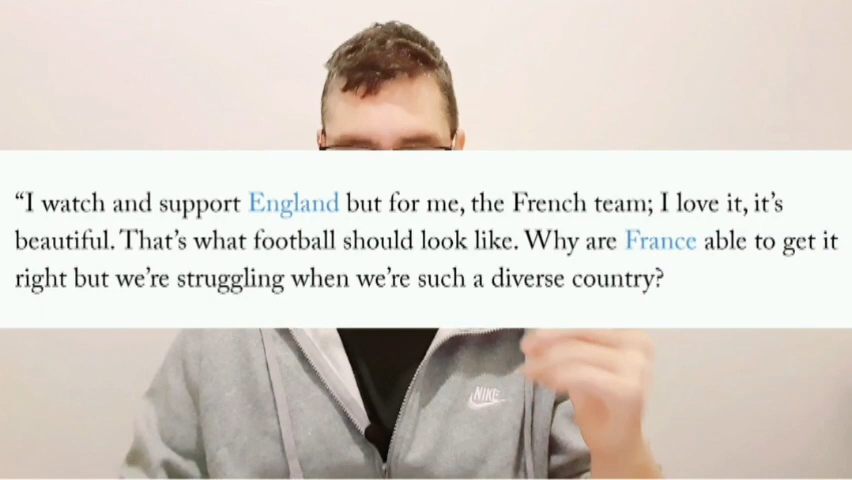 “I watch and support England but for me, the French team; I love it, it’s
beautiful. That’s what football should look like. Why are France able to get it
right but we’re struggling when we’re such a diverse country?
NIKE